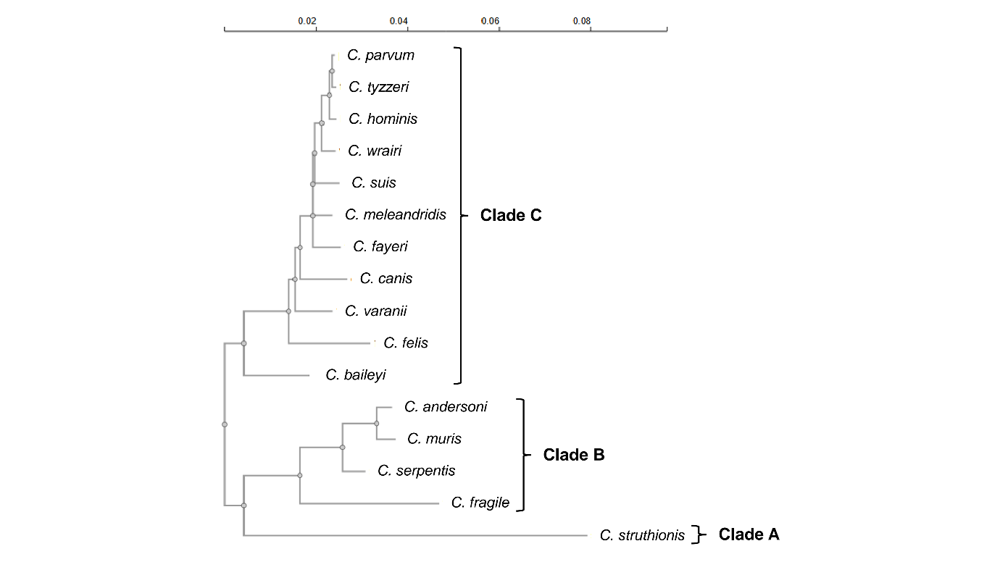 0.02 0.04 0.06 0.08
C. parvum
C. tyzzeri
C. hominis
C. wrairi
C. suis
C. meleandridis
Clade C
C. fayeri
C. canis
C. varanii
C. felis
C. baileyi
C. andersoni
C. muris
Clade B
C. serpentis
C. fragile
C. struthionis
Clade A